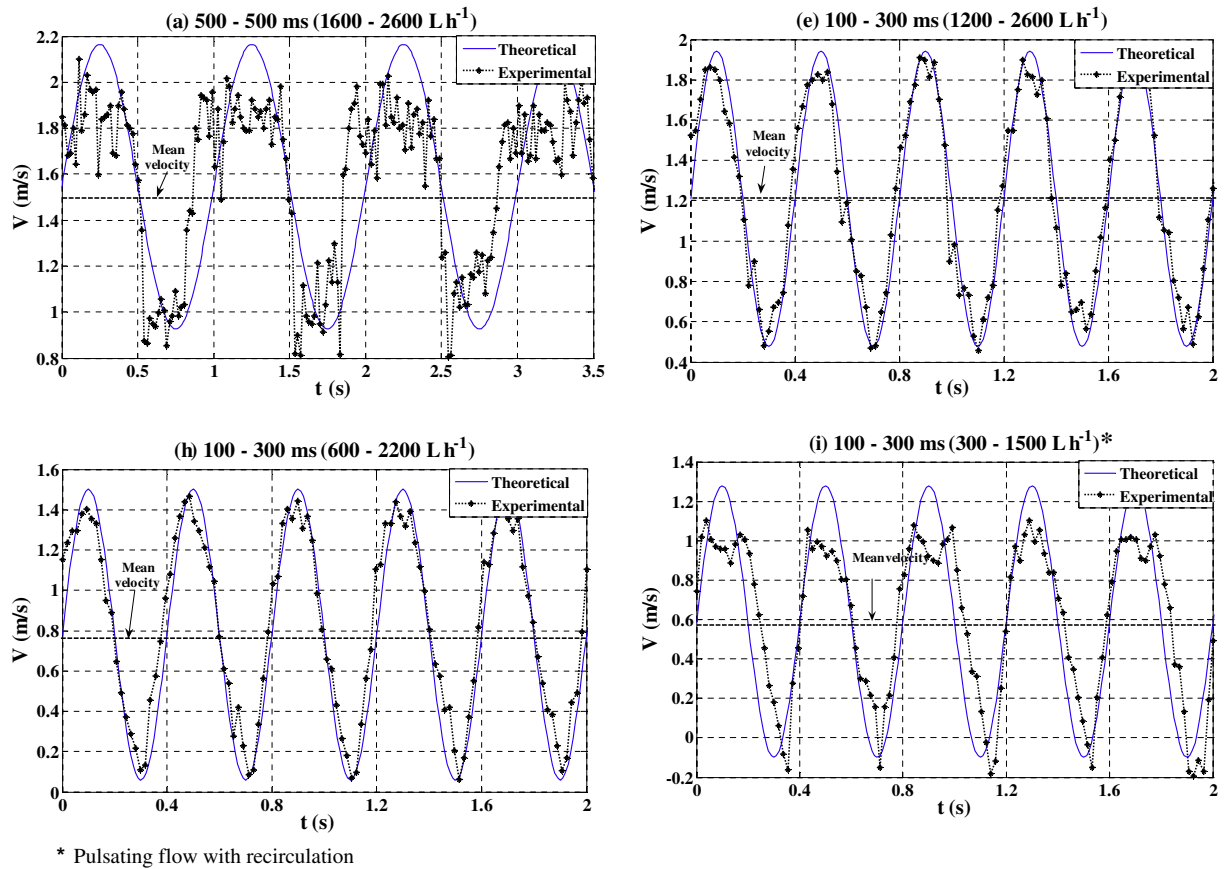 (a) 500 - 500 ms (1600 - 2600 L h⁻¹)
2.2
2
1.8
1.6
1.4
1.2
1
0.8
V (m/s)
Theoretical
Experimental
Mean
velocity
0 0.5 1 1.5 2 2.5 3 3.5
t (s)
(e) 100 - 300 ms (1200 - 2600 L h⁻¹)
2
1.8
1.6
1.4
1.2
1
0.8
0.6
0.4
V (m/s)
Theoretical
Experimental
Mean
velocity
0 0.4 0.8 1.2 1.6 2
t (s)
(h) 100 - 300 ms (600 - 2200 L h⁻¹)
1.6
1.4
1.2
1
0.8
0.6
0.4
0.2
0
V (m/s)
Theoretical
Experimental
Mean
velocity
0 0.4 0.8 1.2 1.6 2
t (s)
(i) 100 - 300 ms (300 - 1500 L h⁻¹)*
1.4
1.2
1
0.8
0.6
0.4
0.2
0
-0.2
V (m/s)
Theoretical
Experimental
Mean velocity
0 0.4 0.8 1.2 1.6 2
t (s)
* Pulsating flow with recirculation